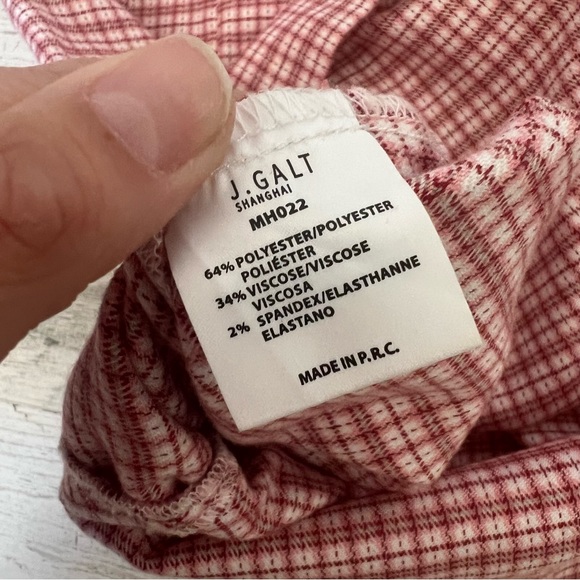 J.GALT
SHANGHAI
MH022
64% POLYESTER/POLYESTER
POLIÉSTER
34% VISCOSE/VISCOSE
VISCOSA
2% SPANDEX/ELASTHANNE
ELASTANO
MADE IN P.R.C.